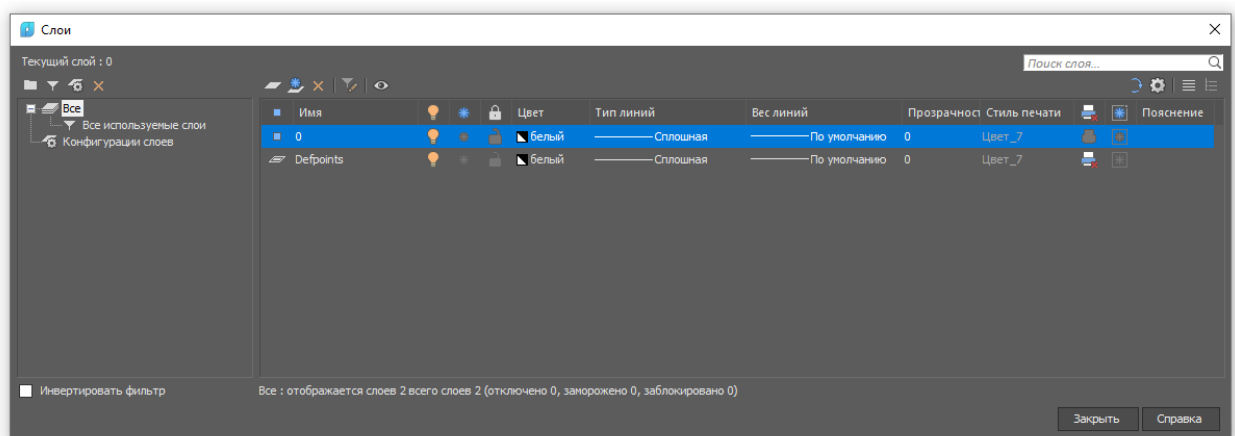 Слои
Текущий слой : 0
Поиск слоя...
Все
Все используемые слои
Конфигурации слоев
Имя Цвет Тип линий Вес линий Прозрачност Стиль печати Пояснение
0 белый Сплошная По умолчанию 0 Цвет_7
Defpoints белый Сплошная По умолчанию 0 Цвет_7
Инвертировать фильтр
Все : отображается слоев 2 всего слоев 2 (отключено 0, заморожено 0, заблокировано 0)
Закрыть Справка